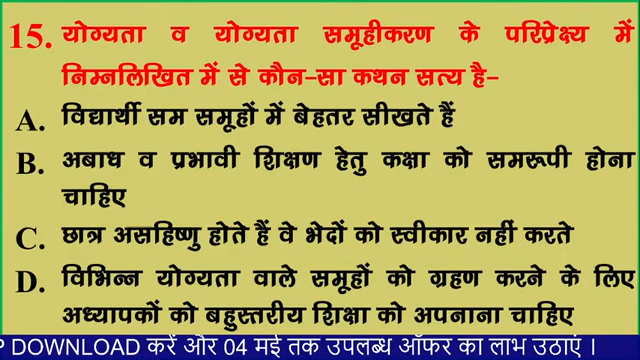 15. योग्यता व योग्यता समूहीकरण के परिप्रेक्ष्य में
निम्नलिखित में से कौन-सा कथन सत्य है-
A. विद्यार्थी सम समूहों में बेहतर सीखते हैं
B. अबाध व प्रभावी शिक्षण हेतु कक्षा को समरूपी होना
चाहिए
C. छात्र असहिष्णु होते हैं वे भेदों को स्वीकार नहीं करते
D. विभिन्न योग्यता वाले समूहों को ग्रहण करने के लिए
अध्यापकों को बहुस्तरीय शिक्षा को अपनाना चाहिए
P DOWNLOAD करें और 04 मई तक उपलब्ध ऑफर का लाभ उठाएं ।